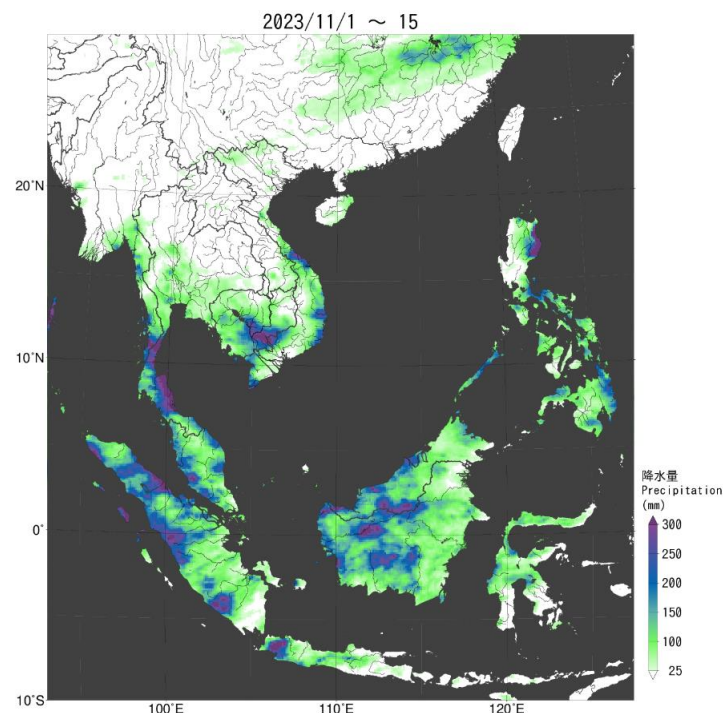 2023/11/1 ～ 15
20˚N
10˚N
0˚
10˚S
100˚E
110˚E
120˚E
降水量
Precipitation
(mm)
300
250
200
150
100
25